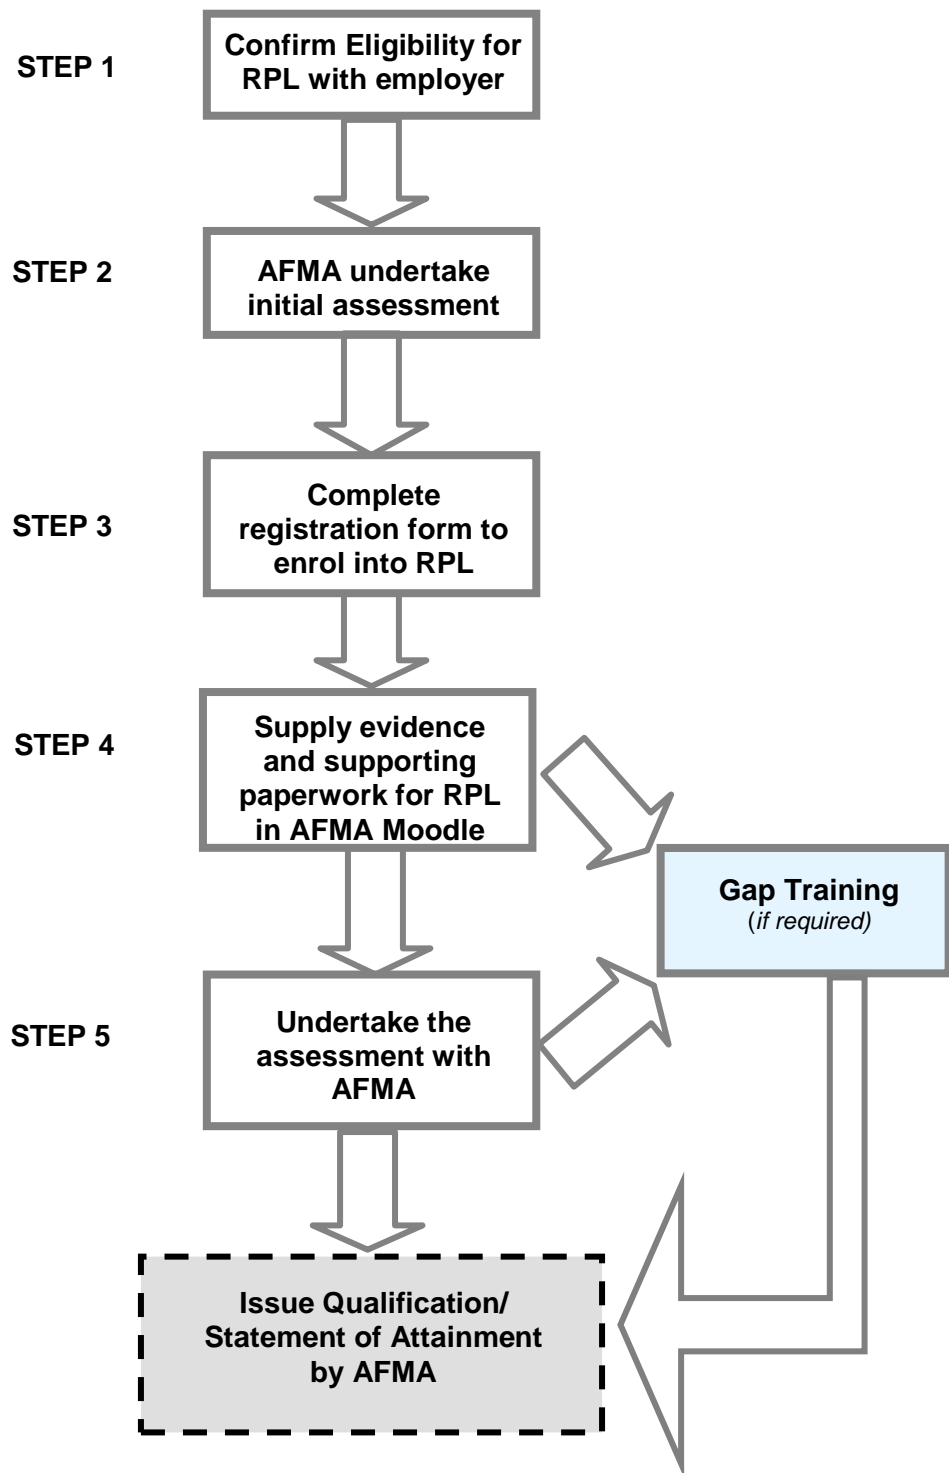 STEP 1
Confirm Eligibility for
RPL with employer
STEP 2
AFMA undertake
initial assessment
STEP 3
Complete
registration form to
enrol into RPL
STEP 4
Supply evidence
and supporting
paperwork for RPL
in AFMA Moodle
Gap Training
(if required)
STEP 5
Undertake the
assessment with
AFMA
Issue Qualification/
Statement of Attainment
by AFMA